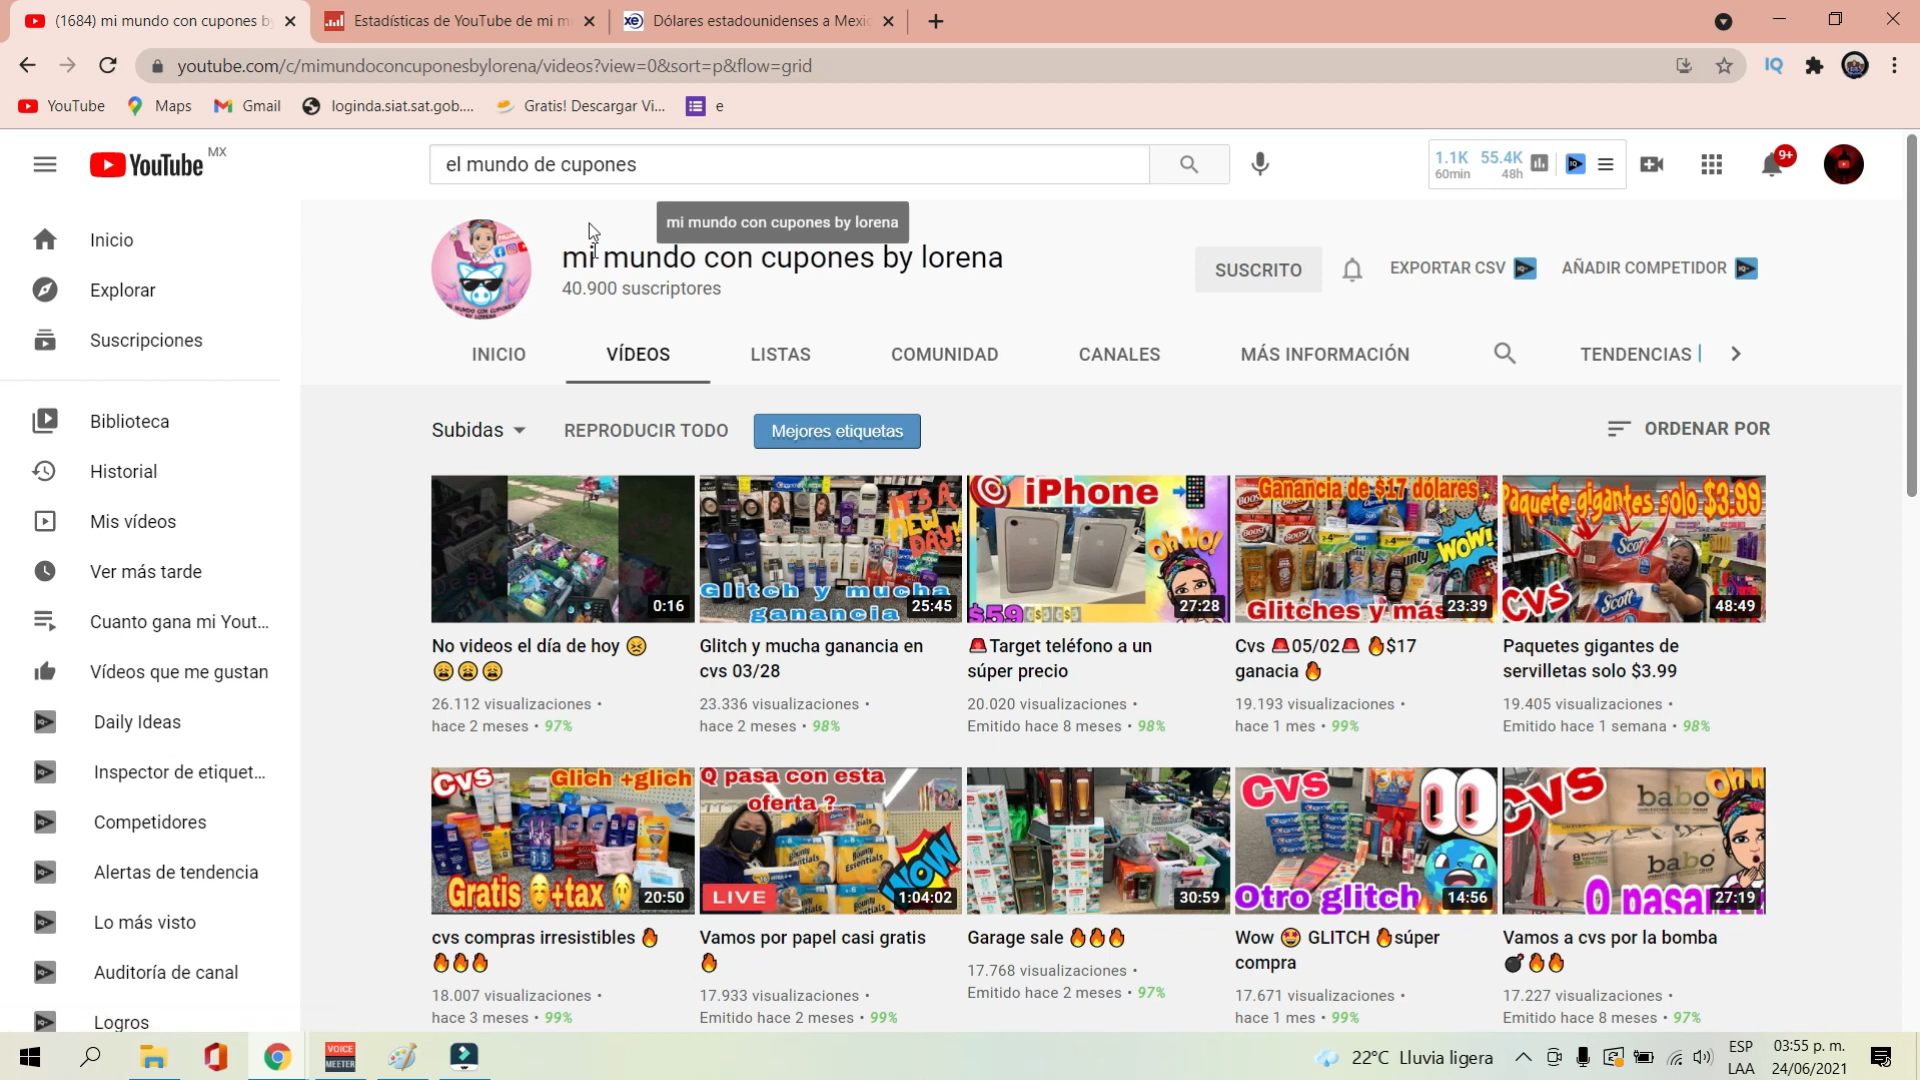 (1684) mi mundo con cupones b
Estadísticas de YouTube de mi m
Dólares estadounidenses a Mexic
youtube.com/c/mimundoconcuponesbylorena/videos?view=0&sort=p&flow=grid
YouTube
Maps
Gmail
loginda.siat.sat.gob....
Gratis! Descargar Vi...
e
YouTube MX
el mundo de cupones
1.1K 55.4K
60min 48h
9+
mi mundo con cupones by lorena
mi mundo con cupones by lorena
40.900 suscriptores
SUSCRITO
EXPORTAR CSV
AÑADIR COMPETIDOR
INICIO
VÍDEOS
LISTAS
COMUNIDAD
CANALES
MÁS INFORMACIÓN
TENDENCIAS
Subidas
REPRODUCIR TODO
Mejores etiquetas
ORDENAR POR
Inicio
Explorar
Suscripciones
Biblioteca
Historial
Mis vídeos
Ver más tarde
Cuanto gana mi Yout...
Vídeos que me gustan
Daily Ideas
Inspector de etiquet...
Competidores
Alertas de tendencia
Lo más visto
Auditoría de canal
Logros
0:16
No videos el día de hoy 😣
😩😩😩
26.112 visualizaciones •
hace 2 meses • 97%
IT'S A
NEW
DAY!
Glitch y mucha
ganancia
25:45
Glitch y mucha ganancia en
cvs 03/28
23.336 visualizaciones •
hace 2 meses • 98%
iPhone
Oh NO!
$59
27:28
🚨Target teléfono a un
súper precio
20.020 visualizaciones •
Emitido hace 8 meses • 98%
Ganancia de $17 dólares
WOW!
Glitches y más
23:39
Cvs 🚨05/02🚨 🔥$17
ganacia 🔥
19.193 visualizaciones •
hace 1 mes • 99%
Paquete gigantes solo $3.99
Scott
Scott
CVS
48:49
Paquetes gigantes de
servilletas solo $3.99
19.405 visualizaciones •
Emitido hace 1 semana • 98%
CVS
Glich +glich
Gratis +tax
20:50
cvs compras irresistibles 🔥
🔥🔥🔥
18.007 visualizaciones •
hace 3 meses • 99%
Q pasa con esta
oferta ?
Bounty
Essentials
Bounty
Essentials
WOW
LIVE
1:04:02
Vamos por papel casi gratis
🔥
17.933 visualizaciones •
Emitido hace 2 meses • 99%
30:59
Garage sale 🔥🔥🔥
17.768 visualizaciones •
Emitido hace 2 meses • 97%
CVS
Otro glitch
14:56
Wow 🤩 GLITCH 🔥súper
compra
17.671 visualizaciones •
hace 1 mes • 99%
CVS
babo
babo
Oh
Q pasa
27:19
Vamos a cvs por la bomba
💣🔥🔥
17.227 visualizaciones •
Emitido hace 8 meses • 97%
VOICE
MEETER
22°C Lluvia ligera
ESP
LAA
03:55 p. m.
24/06/2021